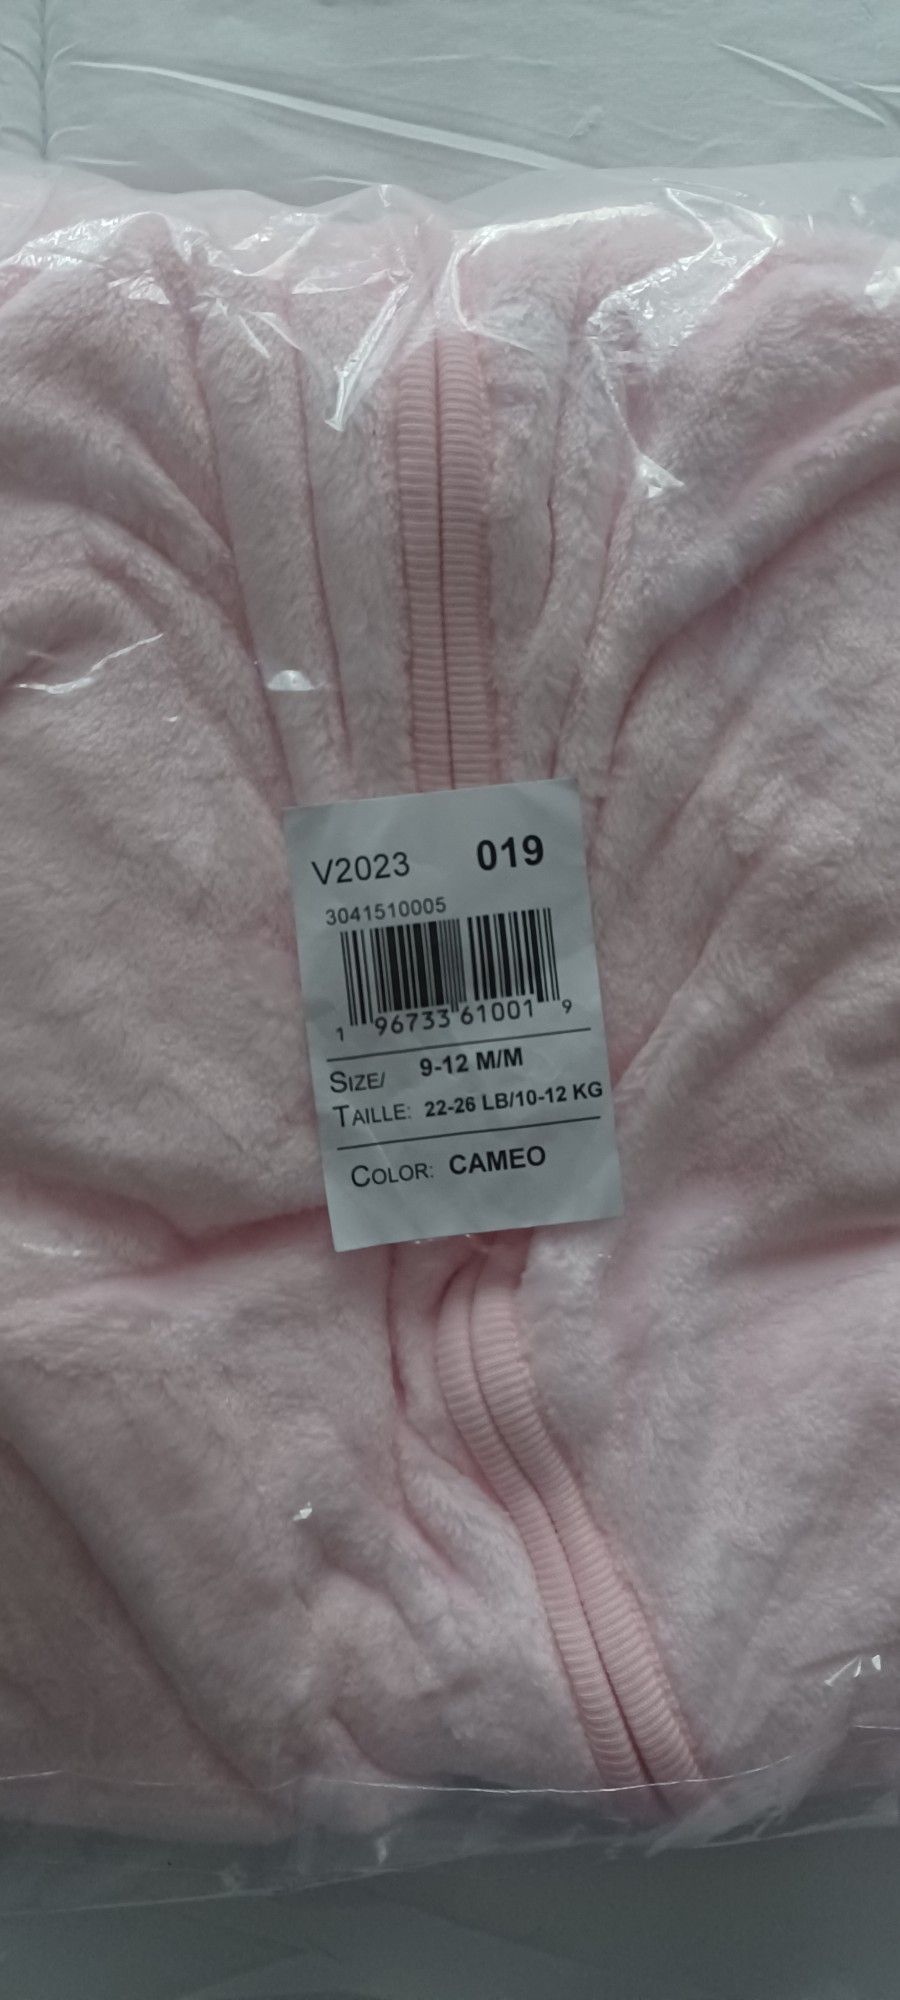 V2023 019
3041510005
1 96733 61001 9
SIZE/ 9-12 M/M
TAILLE: 22-26 LB/10-12 KG
COLOR: CAMEO